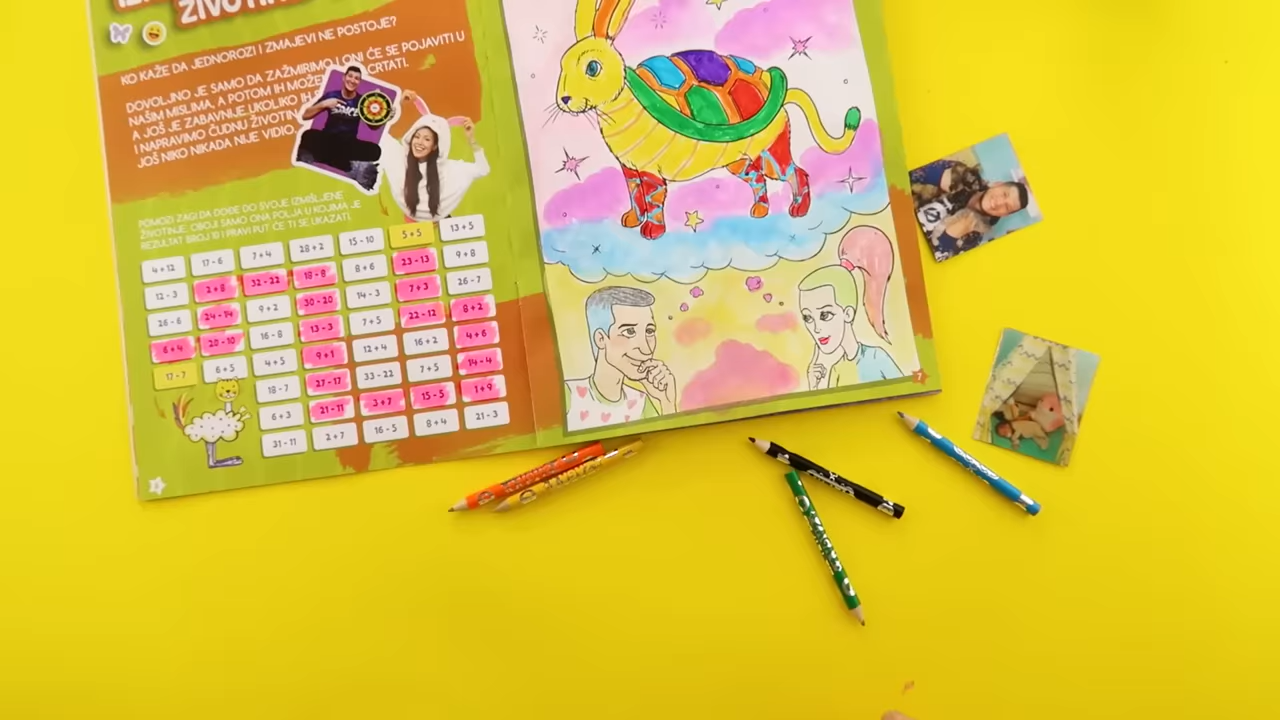 KO KAŽE DA JEDNOROZI I ZMAJEVI NE POSTOJE?
DOVOLJNO JE SAMO DA ZAŽMIRIMO I ONI ĆE SE POJAVITI U
NAŠIM MISLIMA, A POTOM IH MOŽEMO CRTATI.
A JOŠ JE ZABAVNIJE UKOLIKO IH
I NAPRAVIMO ČUDNU ŽIVOTIN
JOŠ NIKO NIKADA NIJE VIDIO.
SPACE
POMOZI ZAGI DA DOĐE DO SVOJE IZMIŠLJENE
ŽIVOTINJE. OBOJI SAMO ONA POLJA U KOJIMA JE
REZULTAT BROJ 10 I PRAVI PUT ĆE TI SE UKAZATI.
4 + 12 17 - 6 7 + 4 28 + 2 15 - 10 5 + 5 13 + 5
12 - 3 2 + 8 32 - 22 18 - 8 8 + 6 23 - 13 9 + 8
26 - 6 24 - 14 9 + 2 30 - 20 14 - 3 7 + 3 26 - 7
6 + 4 20 - 10 16 - 8 13 - 3 7 + 5 22 - 12 8 + 2
17 - 7 6 + 5 4 + 5 9 + 1 12 + 4 16 + 2 4 + 6
18 - 7 27 - 17 33 - 22 7 + 5 14 - 4
6 + 3 21 - 11 3 + 7 15 - 5 1 + 9
31 - 11 2 + 7 16 - 5 8 + 4 21 - 3
7